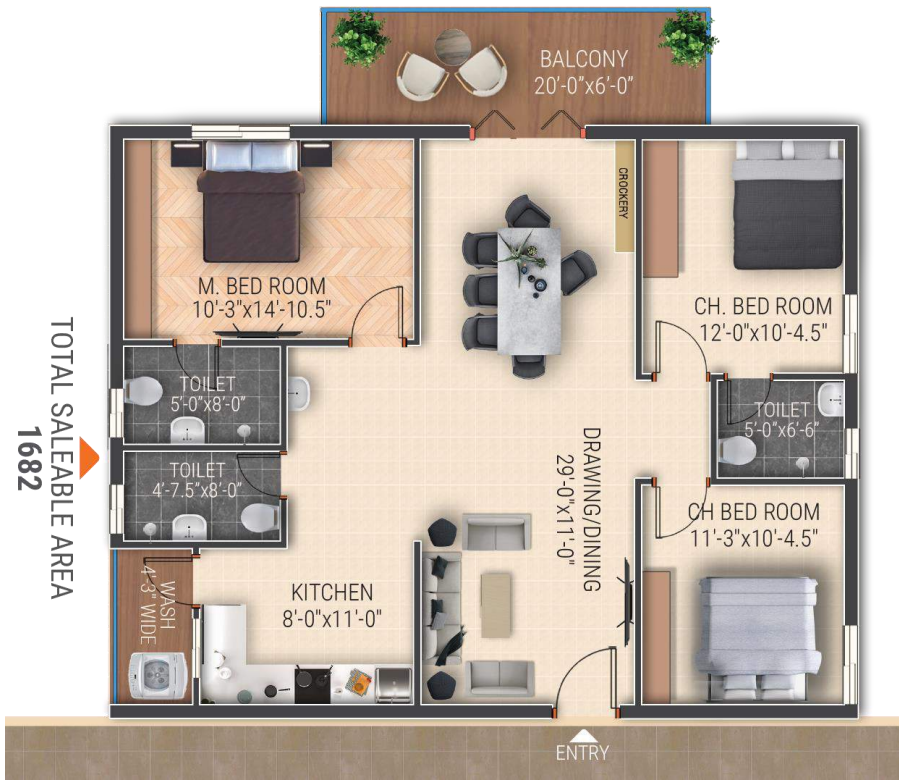 BALCONY
20'-0"x6'-0"
CROCKERY
M. BED ROOM
10'-3"x14'-10.5"
CH. BED ROOM
12'-0"x10'-4.5"
TOILET
5'-0"x8'-0"
TOILET
5'-0"x6'-6"
TOILET
4'-7.5"x8'-0"
DRAWING/DINING
29'-0"x11'-0"
CH BED ROOM
11'-3"x10'-4.5"
KITCHEN
8'-0"x11'-0"
WASH
4'-3" WIDE
TOTAL SALEABLE AREA
1682
ENTRY